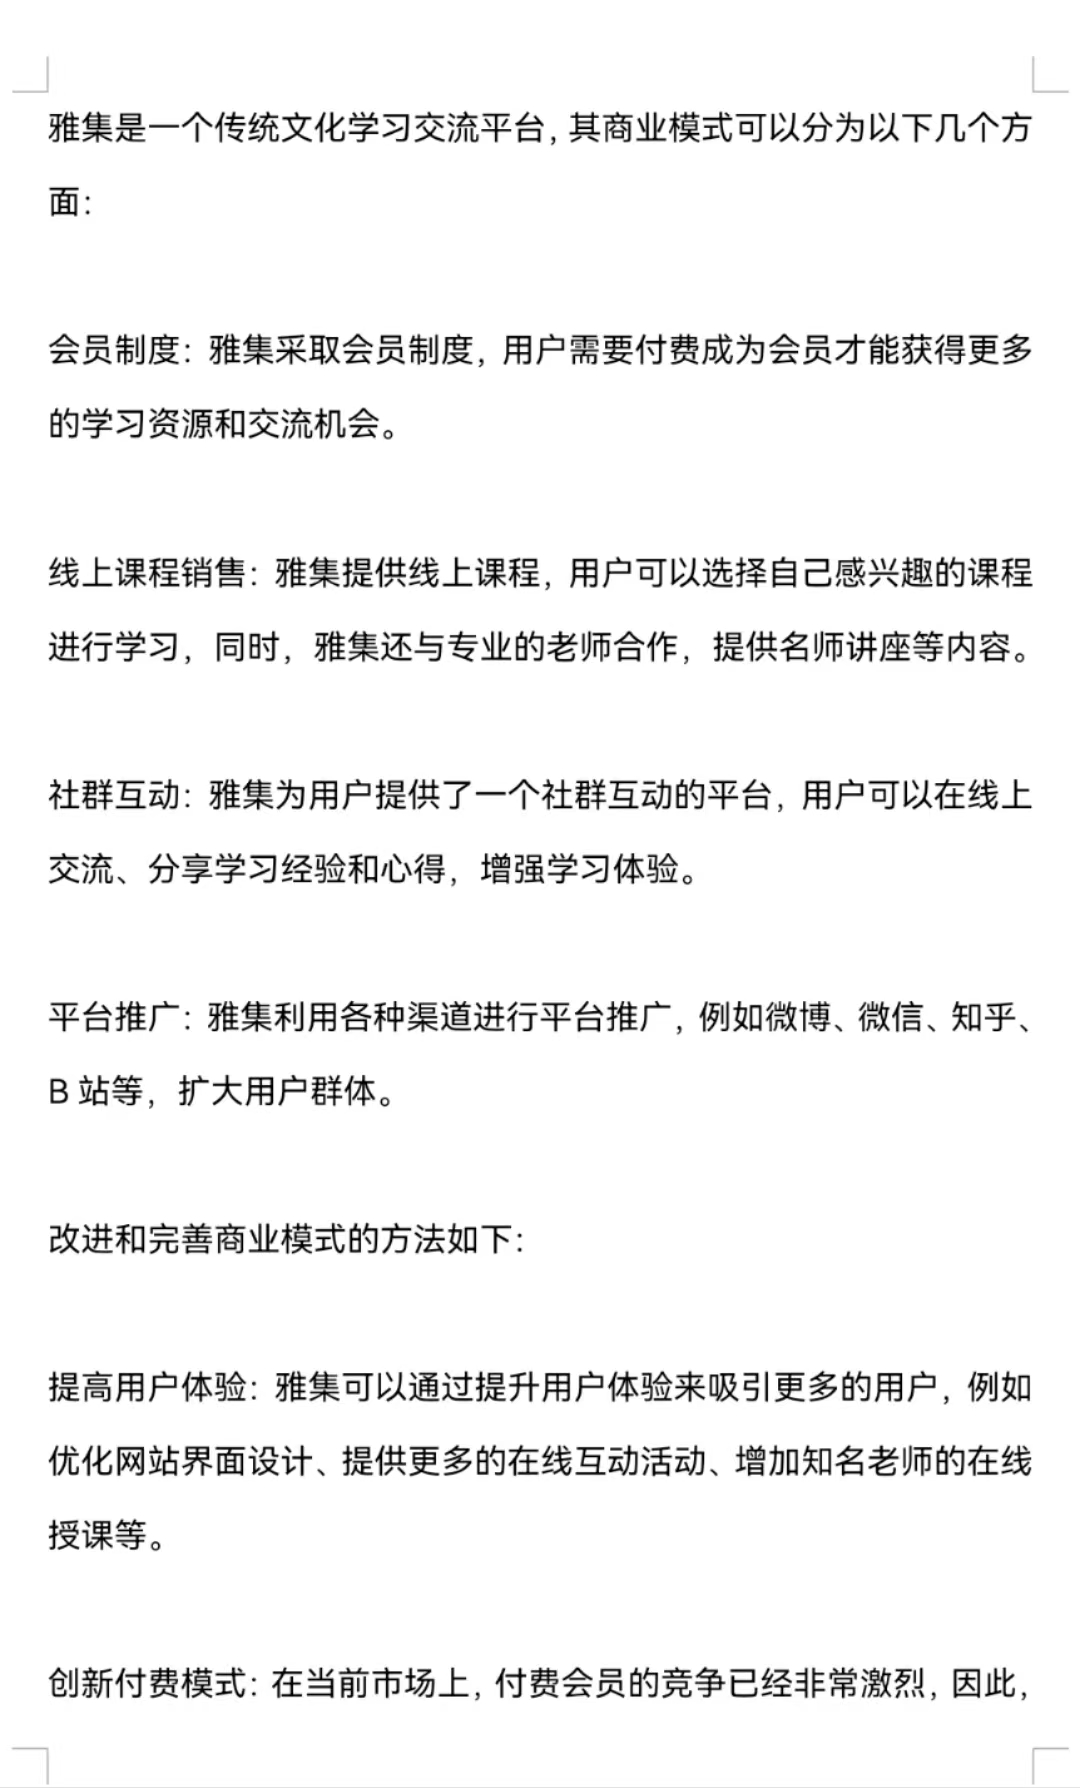 雅集是一个传统文化学习交流平台，其商业模式可以分为以下几个方
面：
会员制度：雅集采取会员制度，用户需要付费成为会员才能获得更多
的学习资源和交流机会。
线上课程销售：雅集提供线上课程，用户可以选择自己感兴趣的课程
进行学习，同时，雅集还与专业的老师合作，提供名师讲座等内容。
社群互动：雅集为用户提供了一个社群互动的平台，用户可以在线上
交流、分享学习经验和心得，增强学习体验。
平台推广：雅集利用各种渠道进行平台推广，例如微博、微信、知乎、
B 站等，扩大用户群体。
改进和完善商业模式的方法如下：
提高用户体验：雅集可以通过提升用户体验来吸引更多的用户，例如
优化网站界面设计、提供更多的在线互动活动、增加知名老师的在线
授课等。
创新付费模式：在当前市场上，付费会员的竞争已经非常激烈，因此，